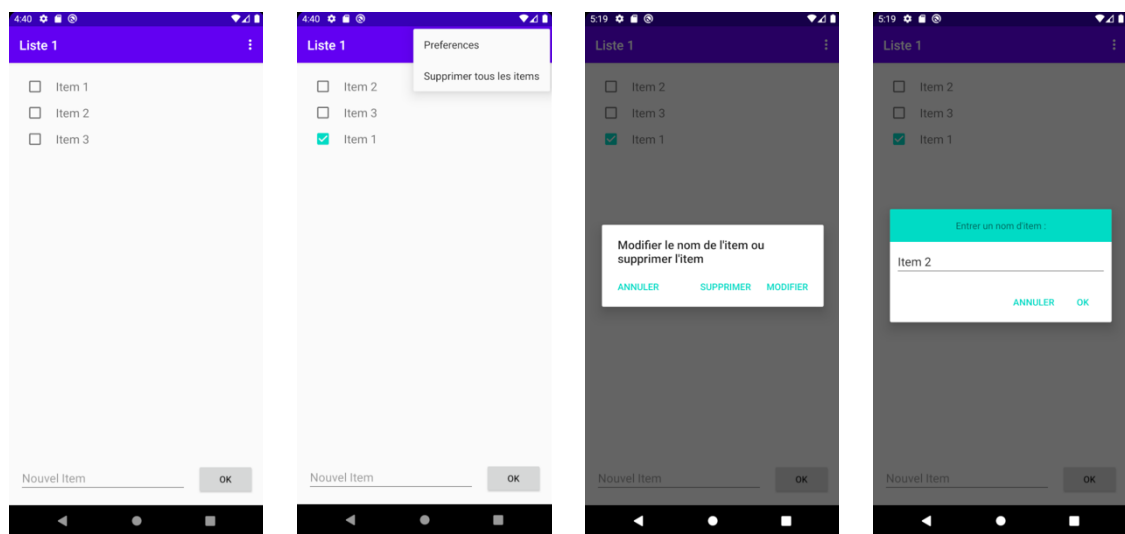 4:40
Liste 1
Item 1
Item 2
Item 3
Nouvel Item
OK
4:40
Liste 1
Preferences
Supprimer tous les items
Item 2
Item 3
Item 1
Nouvel Item
OK
5:19
Liste 1
Item 2
Item 3
Item 1
Modifier le nom de l'item ou
supprimer l'item
ANNULER SUPPRIMER MODIFIER
Nouvel Item
OK
5:19
Liste 1
Item 2
Item 3
Item 1
Entrer un nom d'item :
Item 2
ANNULER OK
Nouvel Item
OK